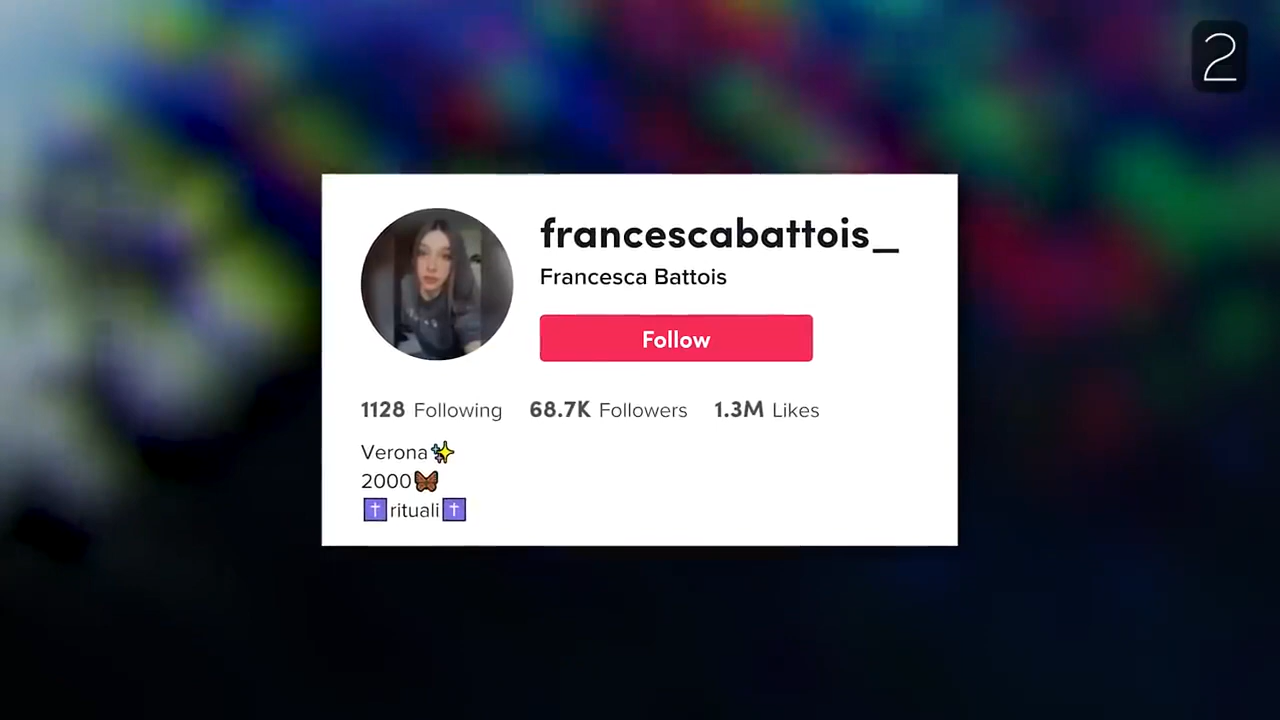 2
francescabattois_
Francesca Battois
Follow
1128 Following 68.7K Followers 1.3M Likes
Verona✨
2000🦋
✝️rituali✝️